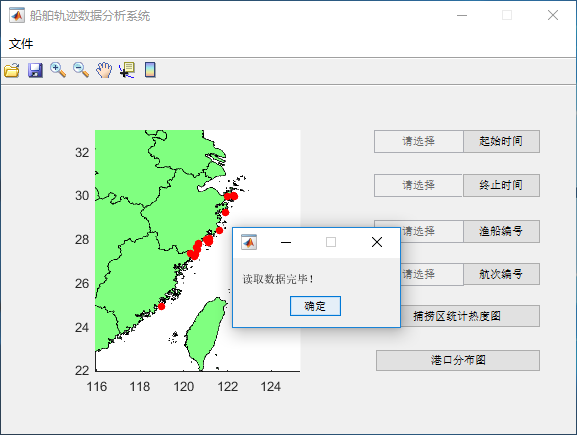 船舶轨迹数据分析系统
文件
32
30
28
26
24
22
116
118
120
122
124
请选择 起始时间
请选择 终止时间
请选择 渔船编号
请选择 航次编号
捕捞区统计热度图
港口分布图
读取数据完毕！
确定